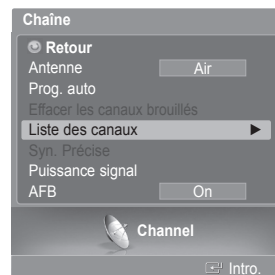 Chaîne
Retour
Antenne Air
Prog. auto
Effacer les canaux brouillés
Liste des canaux
Syn. Précise
Puissance signal
AFB On
Channel
Intro.